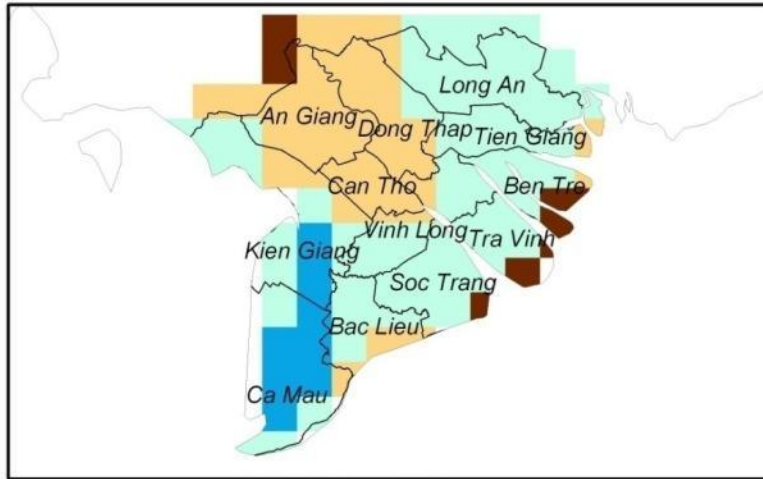 Long An
An Giang
Dong Thap
Tien Giang
Can Tho
Ben Tre
Vinh Long
Tra Vinh
Kien Giang
Soc Trang
Bac Lieu
Ca Mau